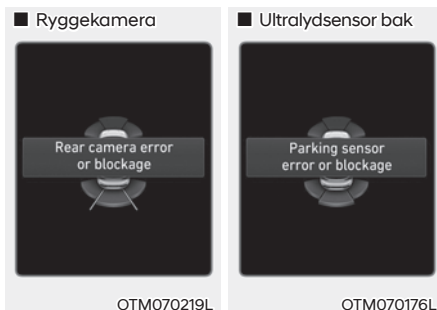 ■ Ryggekamera
Rear camera error
or blockage
OTM070219L
■ Ultralydsensor bak
Parking sensor
error or blockage
OTM070176L